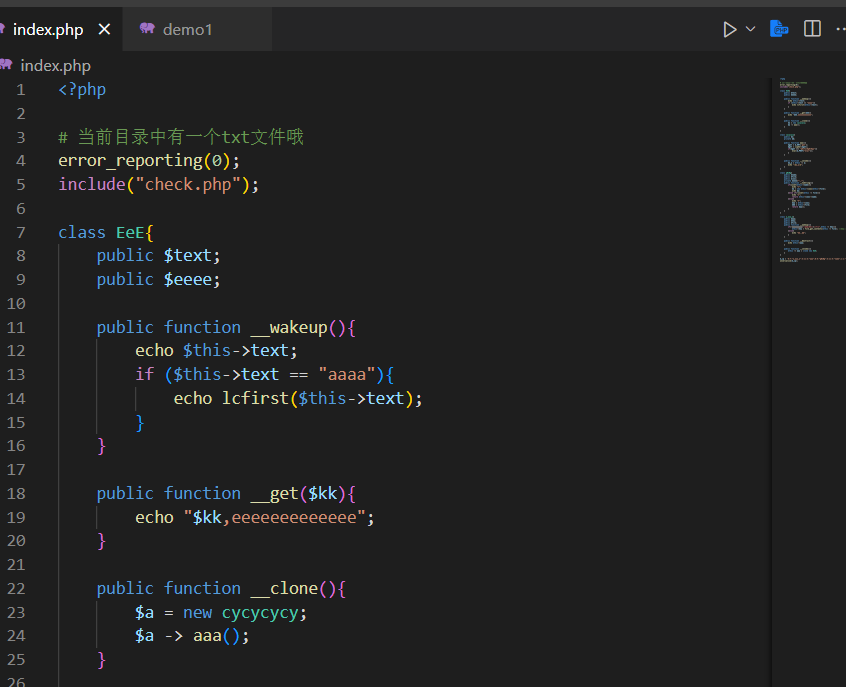 index.php
demo1
index.php
1 <?php
2
3 # 当前目录中有一个txt文件哦
4 error_reporting(0);
5 include("check.php");
6
7 class EeE{
8 public $text;
9 public $eeee;
10
11 public function __wakeup(){
12 echo $this->text;
13 if ($this->text == "aaaa"){
14 echo lcfirst($this->text);
15 }
16 }
17
18 public function __get($kk){
19 echo "$kk,eeeeeeeeeeeee";
20 }
21
22 public function __clone(){
23 $a = new cycycycy;
24 $a -> aaa();
25 }
26